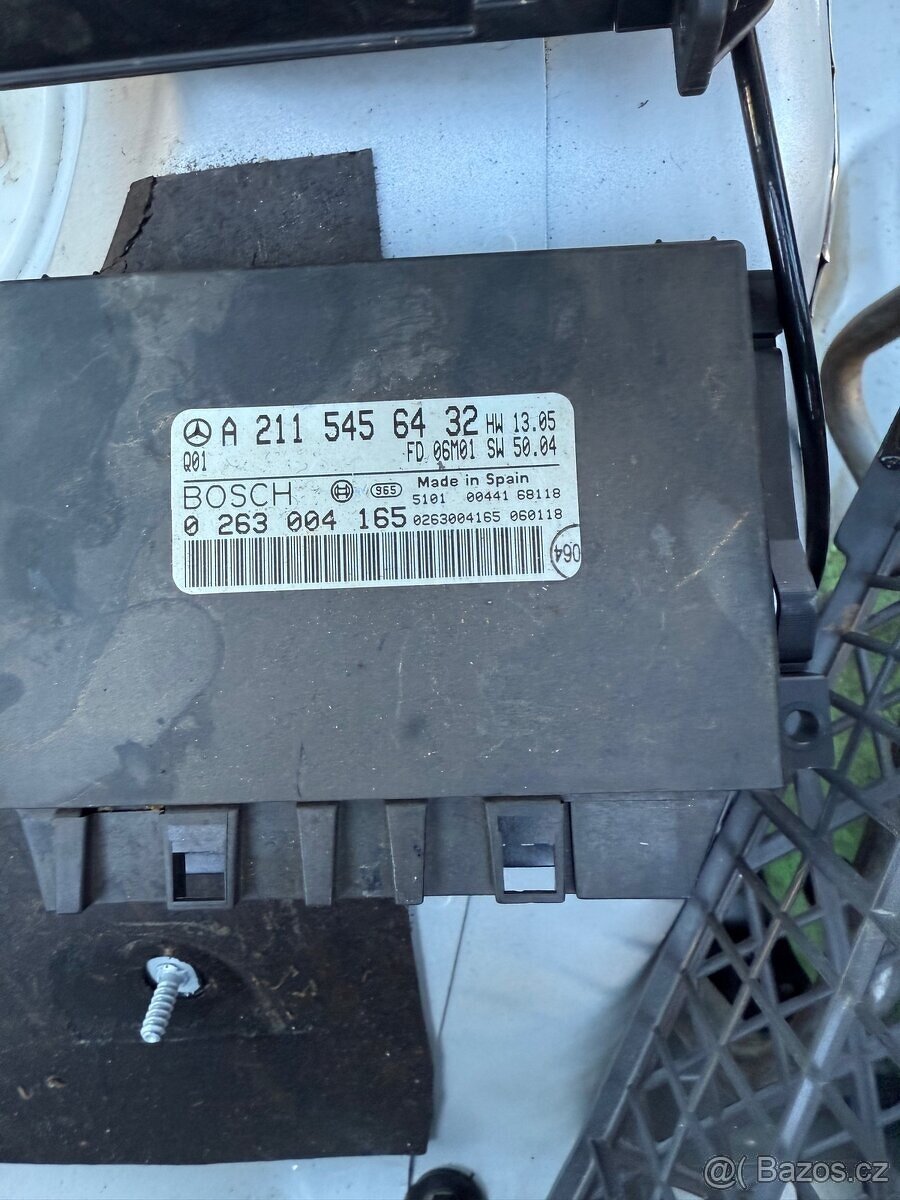 A 211 545 64 32 HW 13.05
Q01 FD 06M01 SW 50.04
BOSCH 965 Made in Spain
5101 00441 68118
0 263 004 165 0263004165 060118
064
@( Bazos.cz